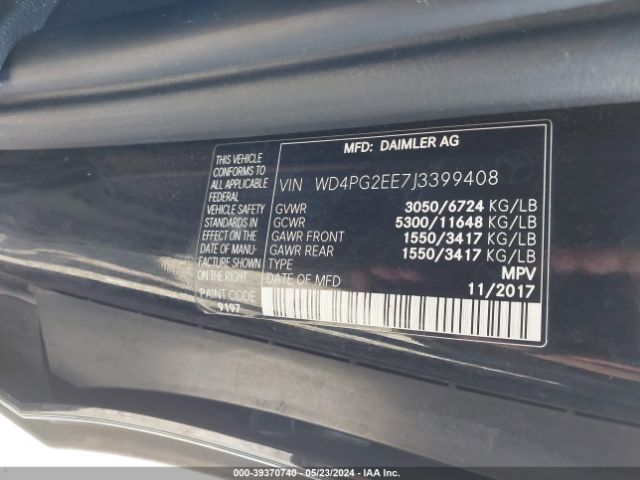 MFD: DAIMLER AG
THIS VEHICLE
CONFORMS TO
APPLICABLE
FEDERAL
VEHICLE SAFETY
STANDARDS IN
EFFECT ON THE
DATE OF MANU-
FACTURE SHOWN
ON THE RIGHT
PAINT CODE
9197
VIN WD4PG2EE7J3399408
GVWR 3050/6724 KG/LB
GCWR 5300/11648 KG/LB
GAWR FRONT 1550/3417 KG/LB
GAWR REAR 1550/3417 KG/LB
TYPE MPV
DATE OF MFD 11/2017
000-39370740 - 05/23/2024 - IAAI.COM